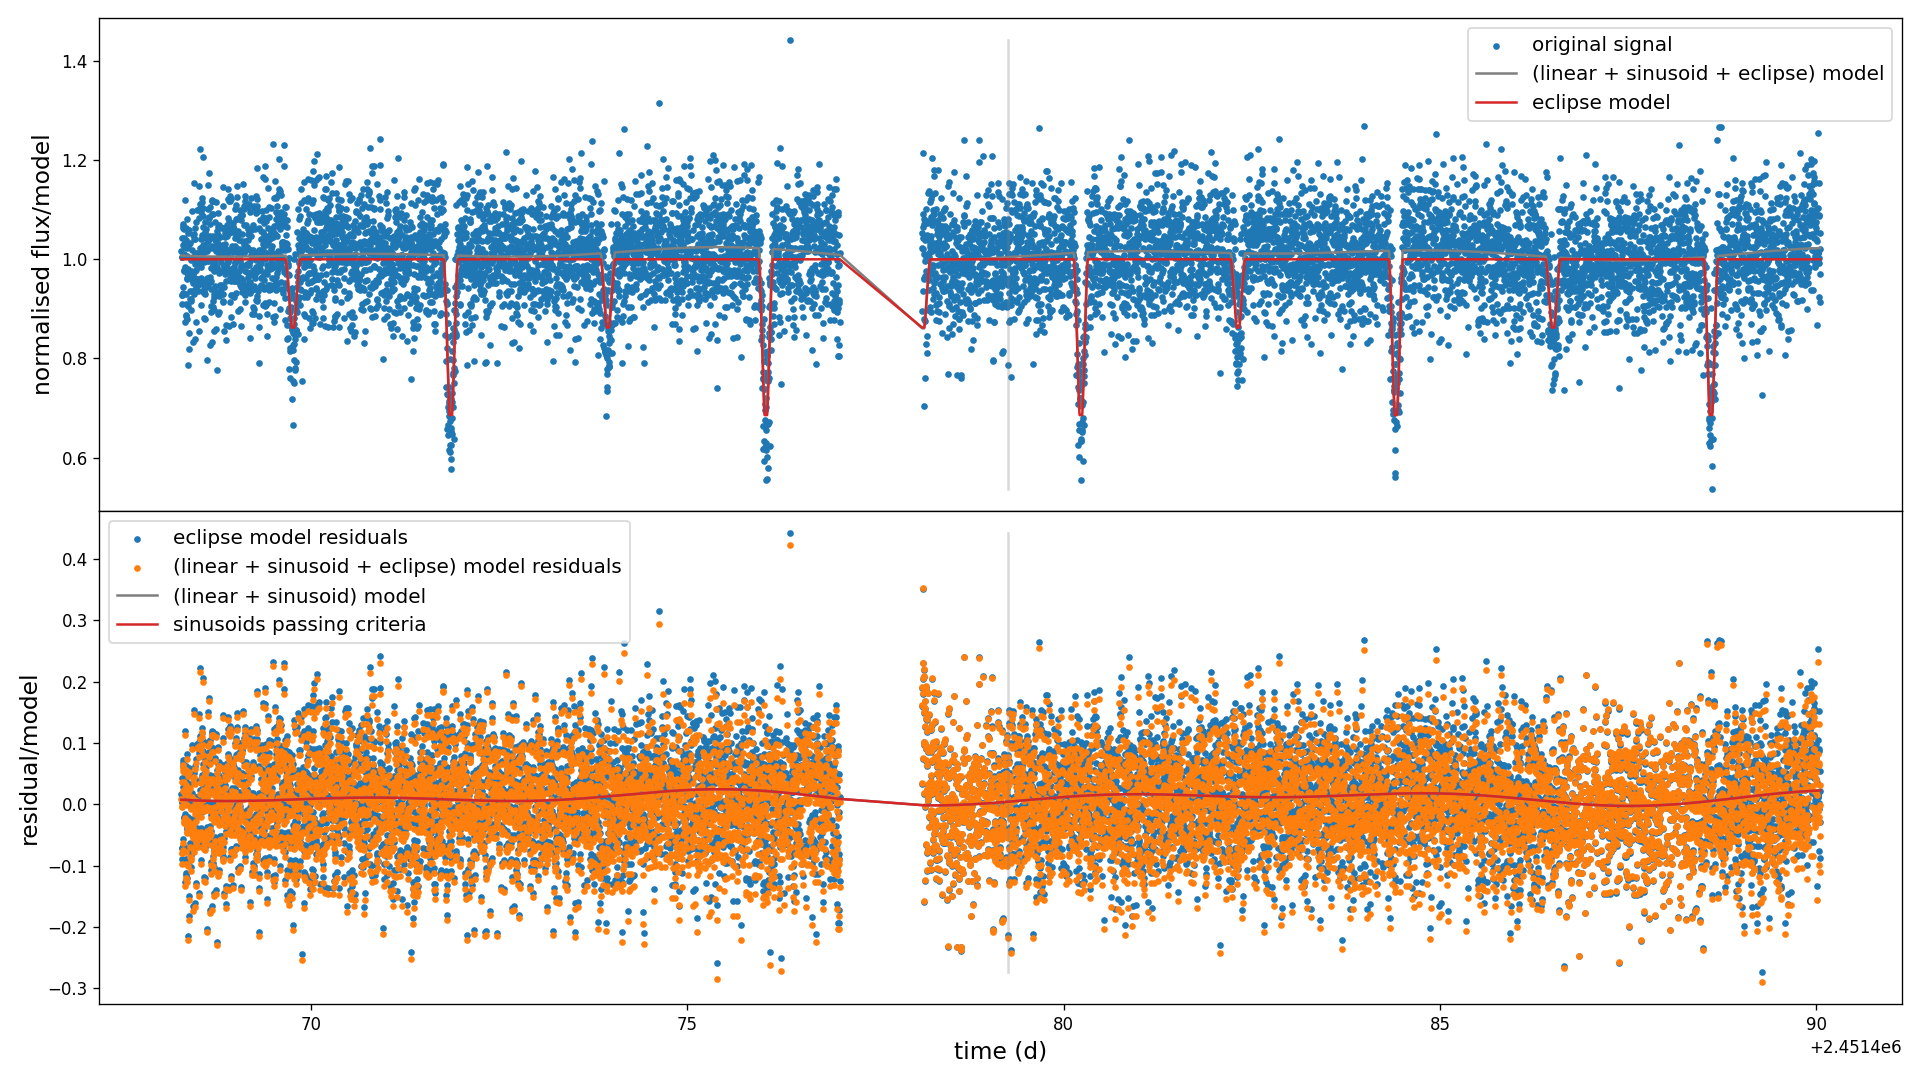 original signal
(linear + sinusoid + eclipse) model
eclipse model
normalised flux/model
1.4
1.2
1.0
0.8
0.6
eclipse model residuals
(linear + sinusoid + eclipse) model residuals
(linear + sinusoid) model
sinusoids passing criteria
residual/model
0.4
0.3
0.2
0.1
0.0
−0.1
−0.2
−0.3
70 75 80 85 90
time (d)
+2.4514e6